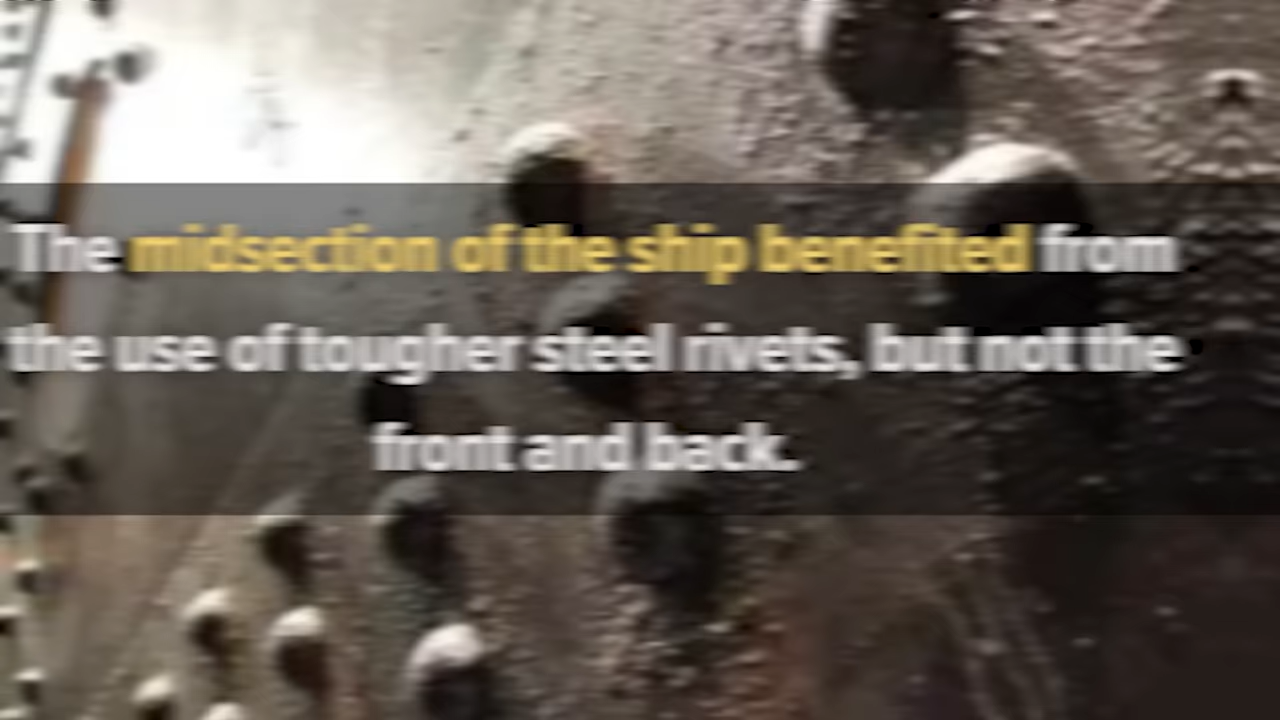 The midsection of the ship benefited from
the use of tougher steel rivets, but not the
front and back.